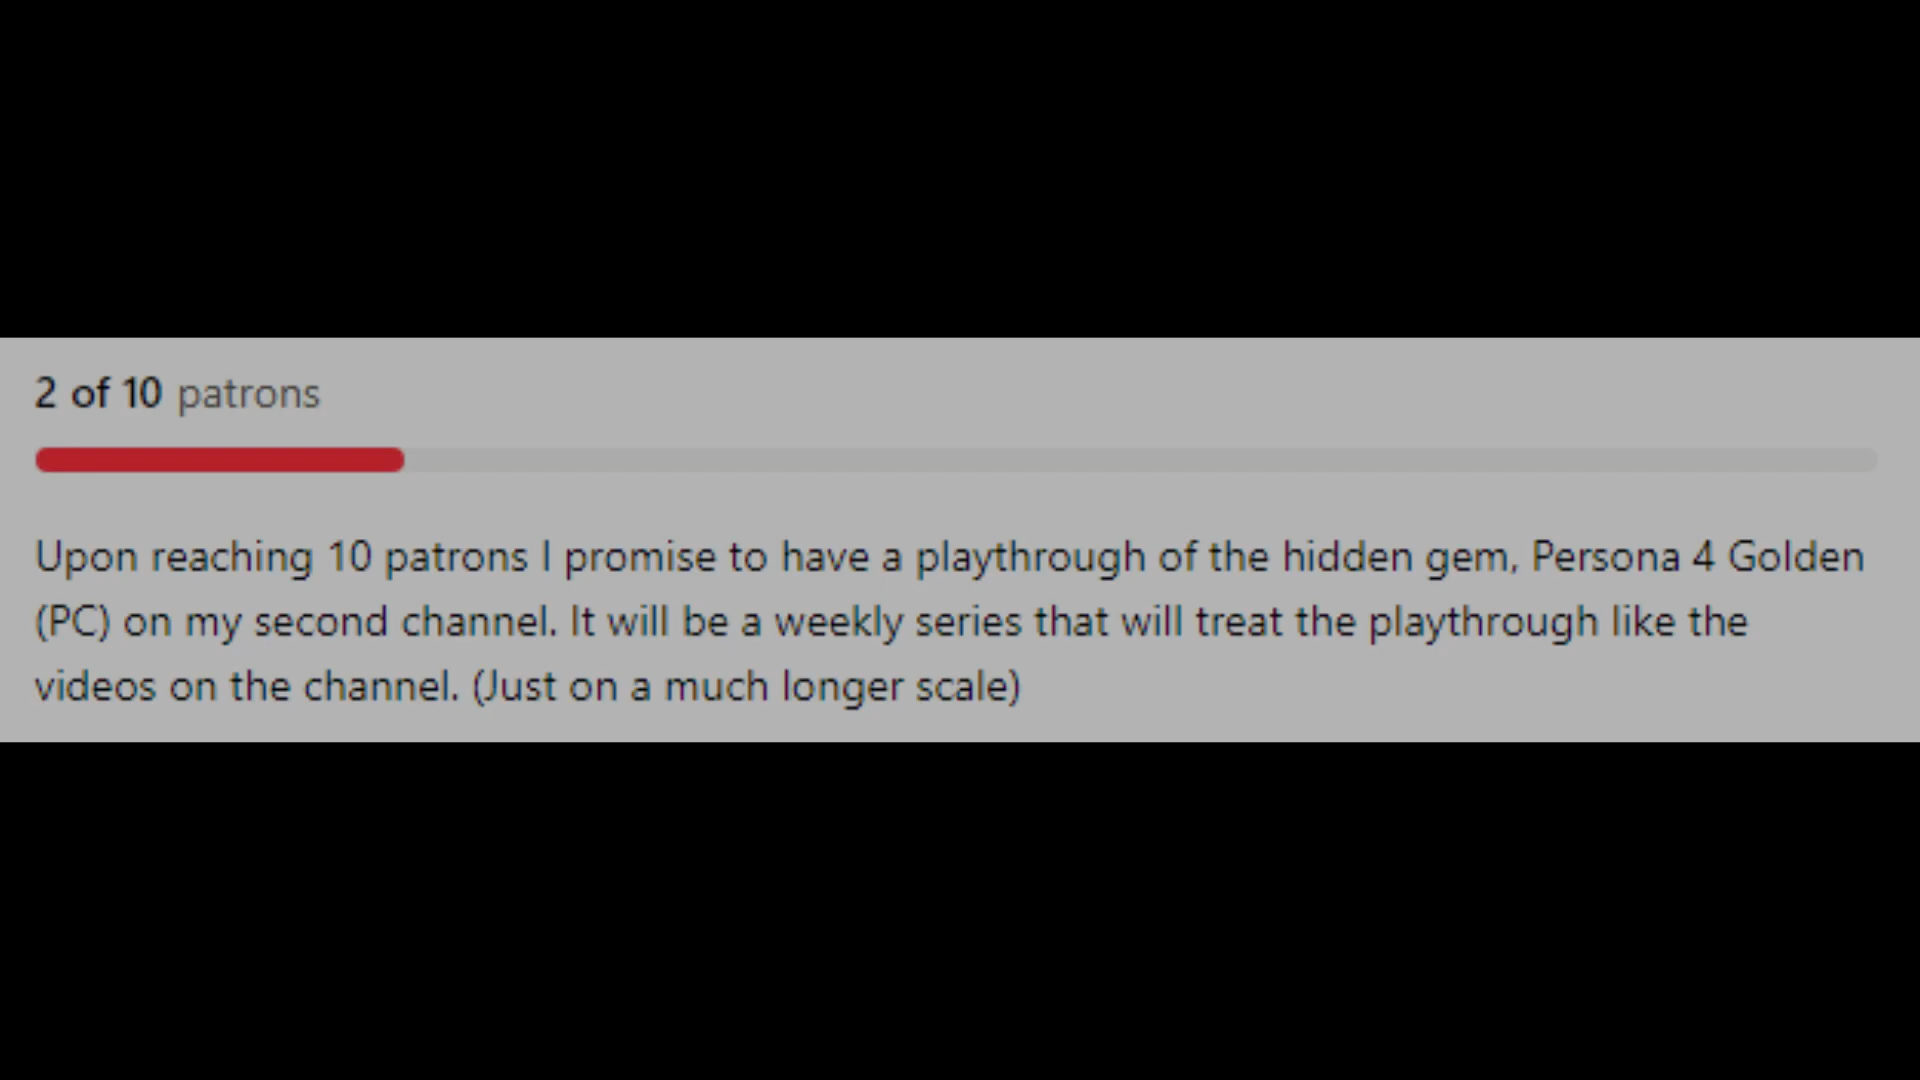 2 of 10 patrons
Upon reaching 10 patrons I promise to have a playthrough of the hidden gem, Persona 4 Golden
(PC) on my second channel. It will be a weekly series that will treat the playthrough like the
videos on the channel. (Just on a much longer scale)